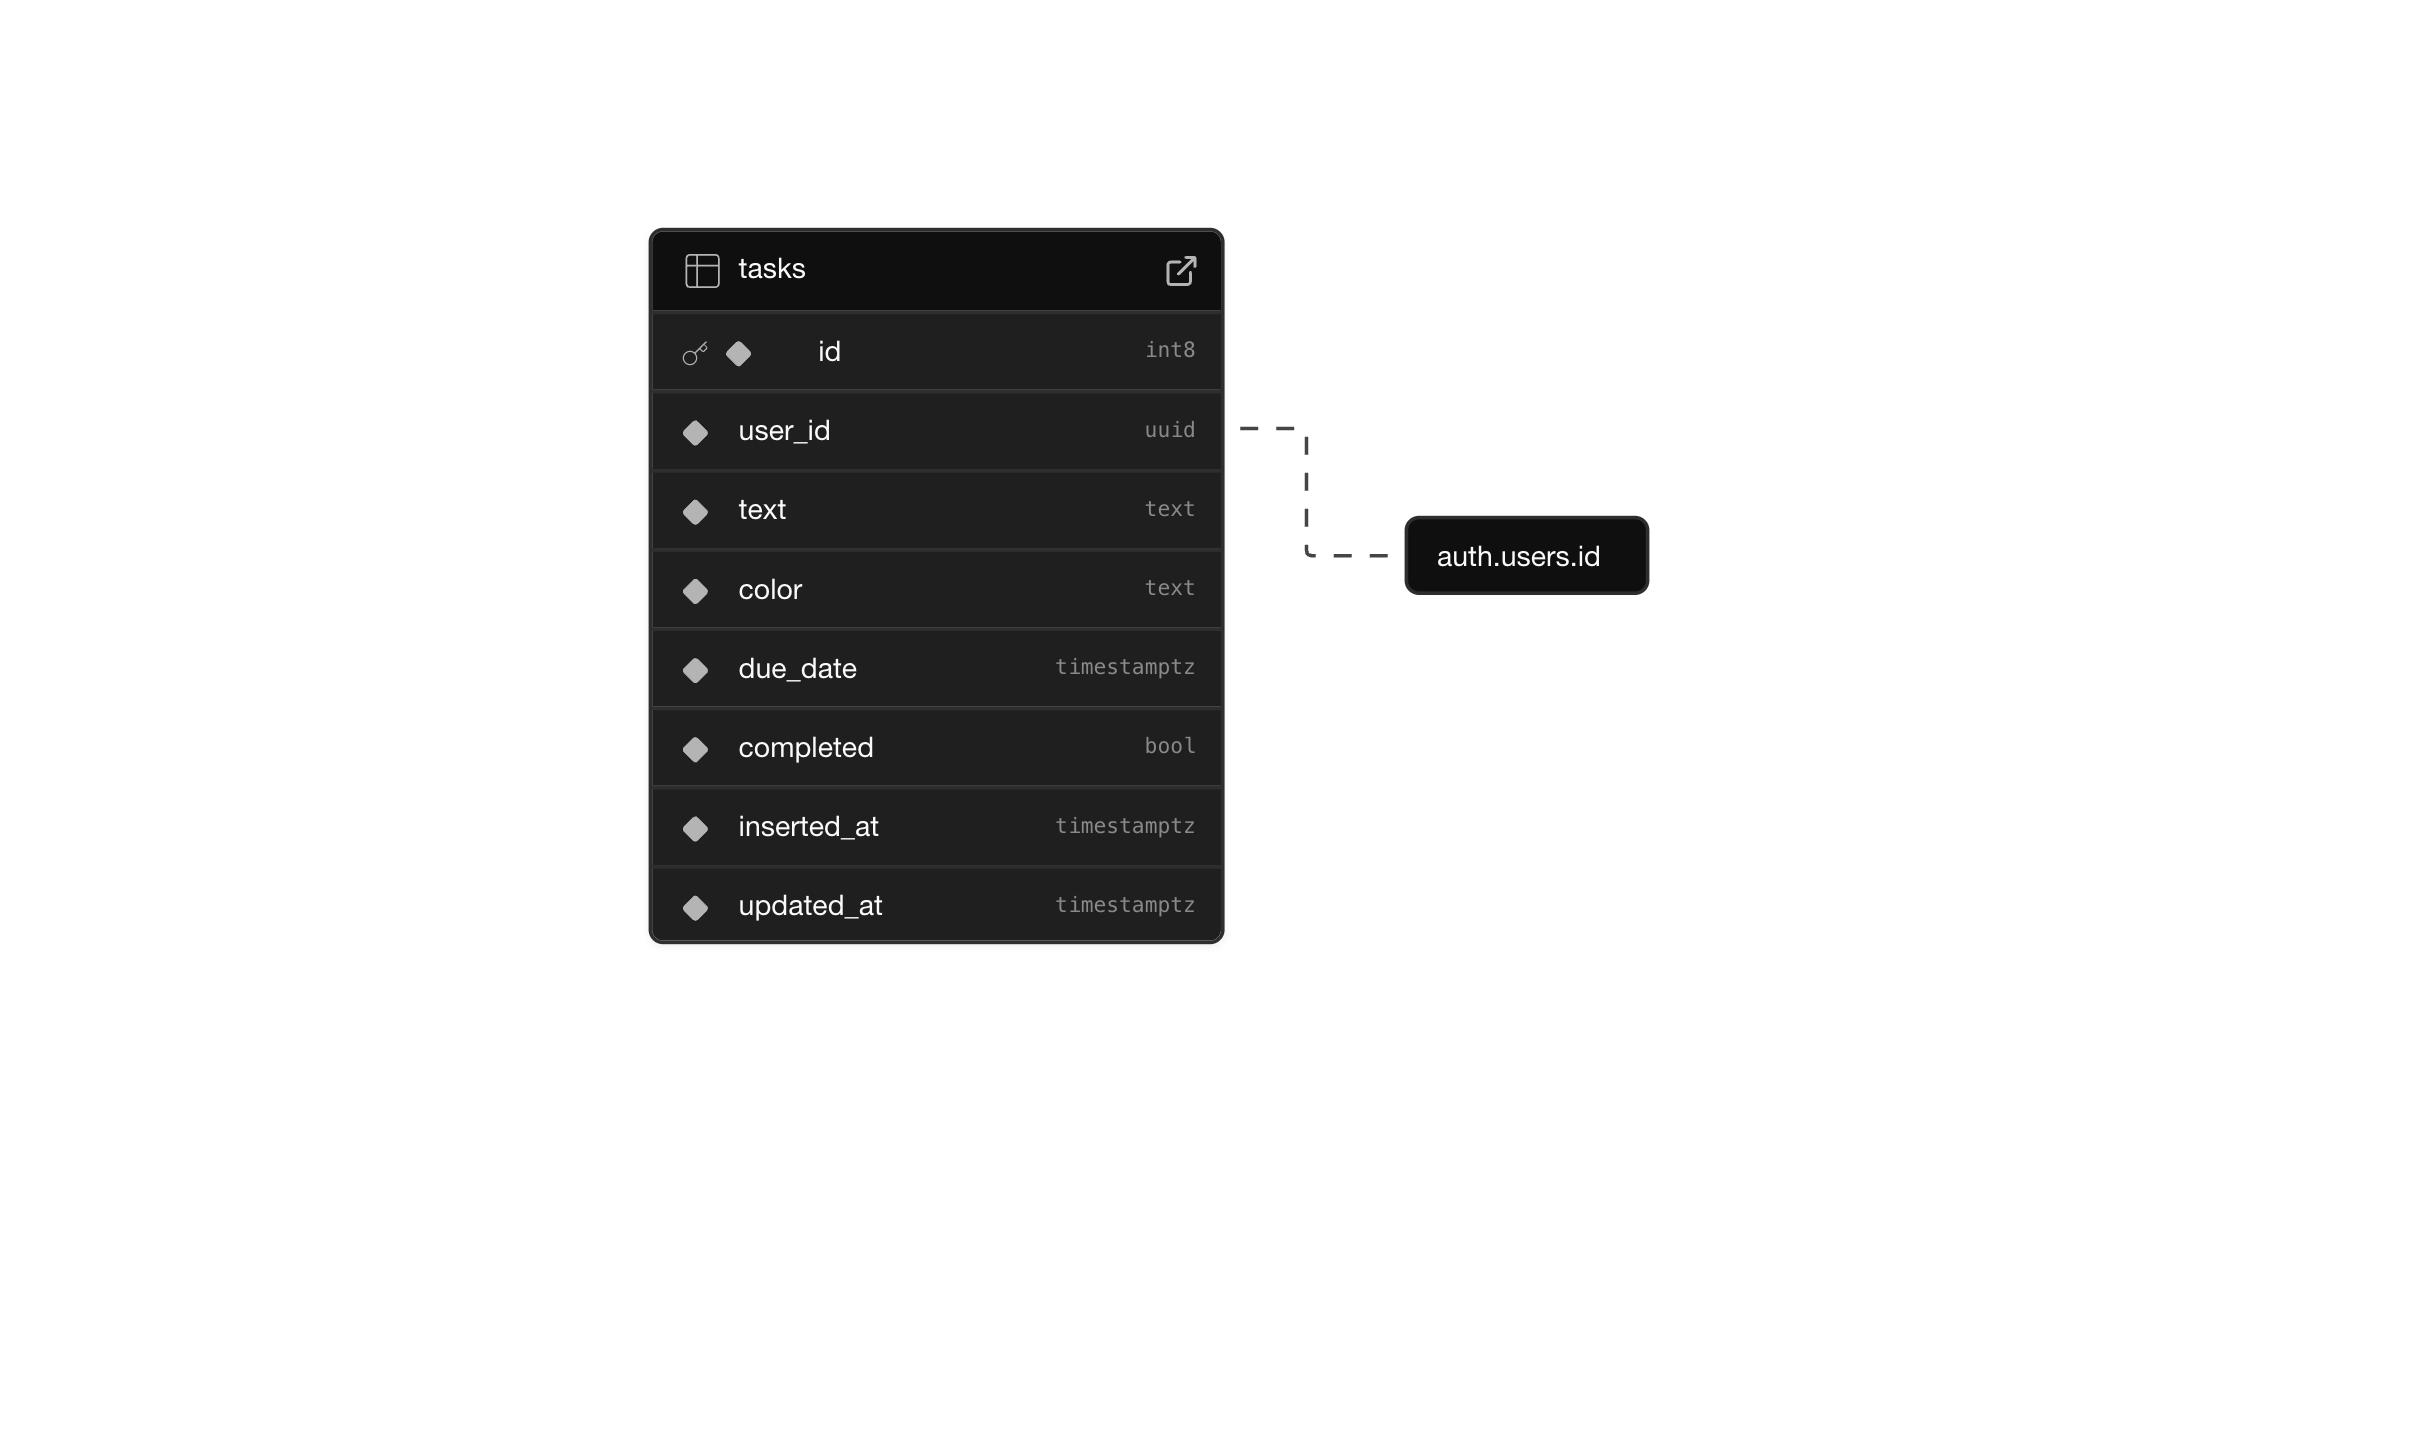 tasks
id int8
user_id uuid
text text
color text
auth.users.id
due_date timestamptz
completed bool
inserted_at timestamptz
updated_at timestamptz